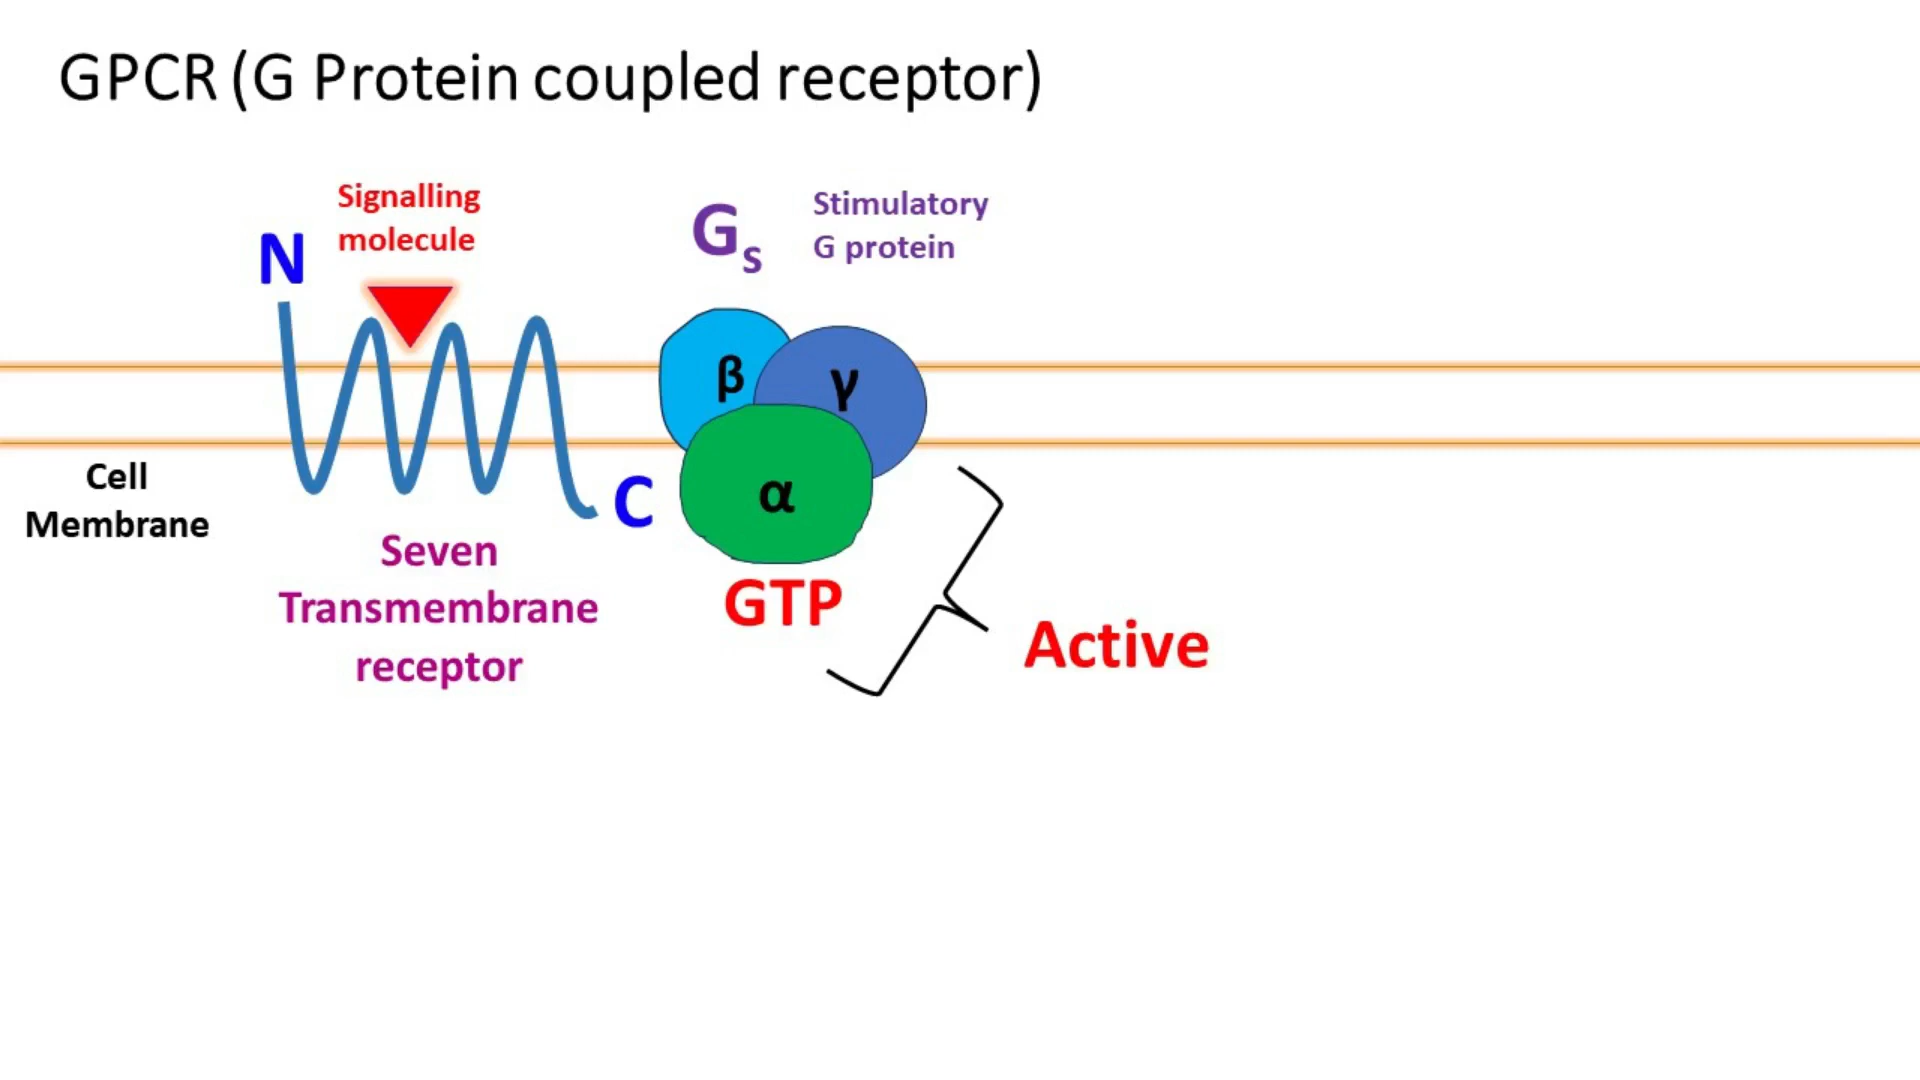 GPCR (G Protein coupled receptor)
Signalling
molecule
N
Gs
Stimulatory
G protein
β
γ
α
Cell
Membrane
C
Seven
Transmembrane
receptor
GTP
Active